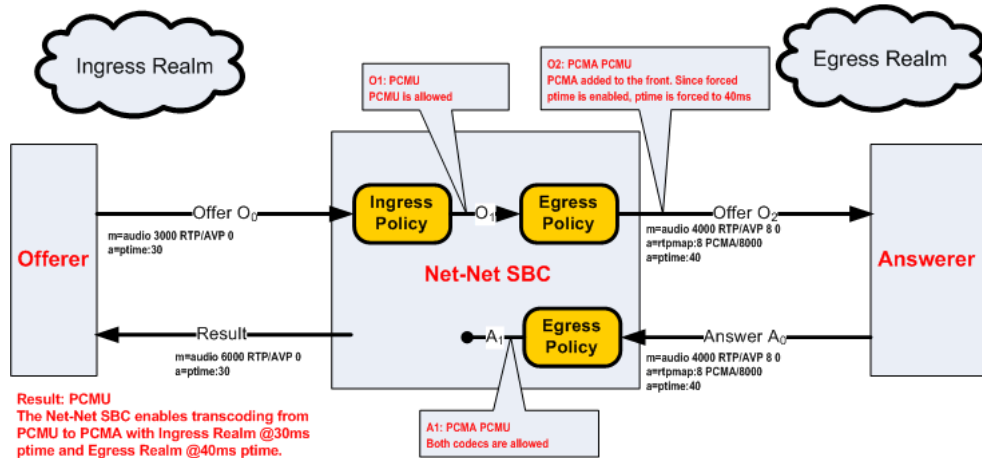 Ingress Realm
Egress Realm
O1: PCMU
PCMU is allowed
O2: PCMA PCMU
PCMA added to the front. Since forced
ptime is enabled, ptime is forced to 40ms
Offerer
Offer O0
m=audio 3000 RTP/AVP 0
a=ptime:30
Ingress
Policy
O1
Egress
Policy
Offer O2
m=audio 4000 RTP/AVP 8 0
a=rtpmap:8 PCMA/8000
a=ptime:40
Answerer
Net-Net SBC
Result
m=audio 6000 RTP/AVP 0
a=ptime:30
A1
Egress
Policy
Answer A0
m=audio 4000 RTP/AVP 8 0
a=rtpmap:8 PCMA/8000
a=ptime:40
Result: PCMU
The Net-Net SBC enables transcoding from
PCMU to PCMA with Ingress Realm @30ms
ptime and Egress Realm @40ms ptime.
A1: PCMA PCMU
Both codecs are allowed